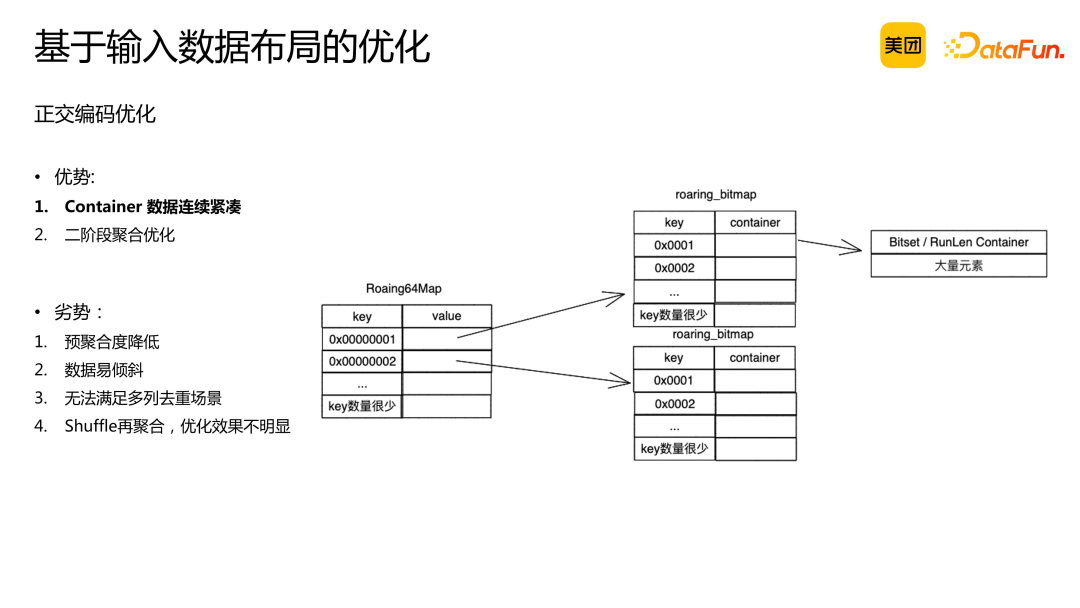 基于输入数据布局的优化
美团
DataFun.
正交编码优化
• 优势:
1. Container 数据连续紧凑
2. 二阶段聚合优化
• 劣势：
1. 预聚合度降低
2. 数据易倾斜
3. 无法满足多列去重场景
4. Shuffle再聚合，优化效果不明显
Roaing64Map
key value
0x00000001
0x00000002
...
key数量很少
roaring_bitmap
key container
0x0001
0x0002
...
key数量很少
roaring_bitmap
key container
0x0001
0x0002
...
key数量很少
Bitset / RunLen Container
大量元素